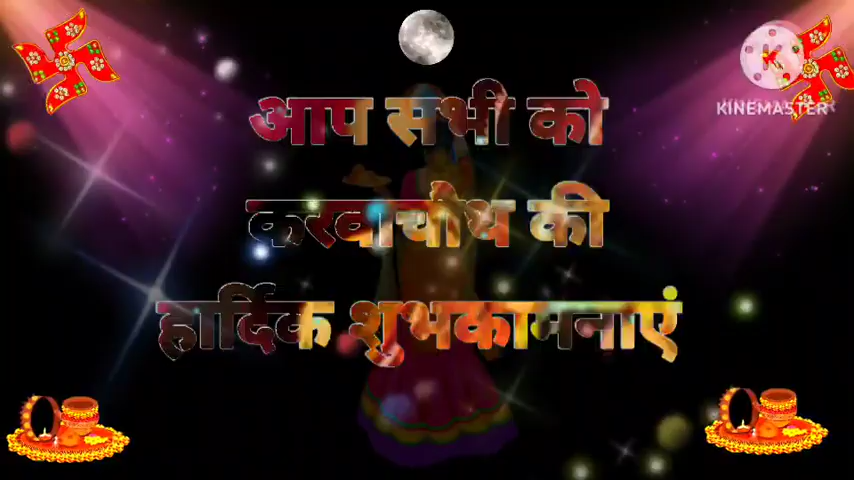 KINEMASTER
आप सभी को
करवाचौथ की
हार्दिक शुभकामनाएं